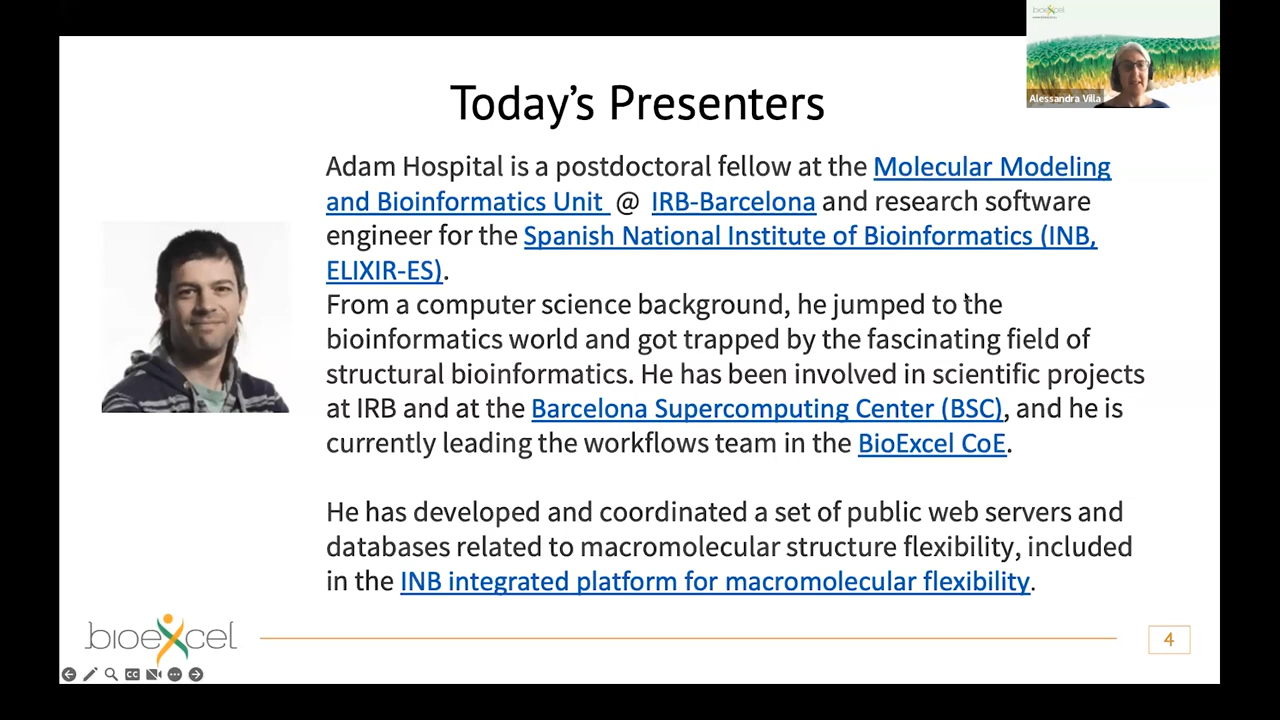 bioexcel
Alessandra Villa
Today's Presenters
Adam Hospital is a postdoctoral fellow at the Molecular Modeling
and Bioinformatics Unit @ IRB-Barcelona and research software
engineer for the Spanish National Institute of Bioinformatics (INB,
ELIXIR-ES).
From a computer science background, he jumped to the
bioinformatics world and got trapped by the fascinating field of
structural bioinformatics. He has been involved in scientific projects
at IRB and at the Barcelona Supercomputing Center (BSC), and he is
currently leading the workflows team in the BioExcel CoE.
He has developed and coordinated a set of public web servers and
databases related to macromolecular structure flexibility, included
in the INB integrated platform for macromolecular flexibility.
bioexcel
4
CC